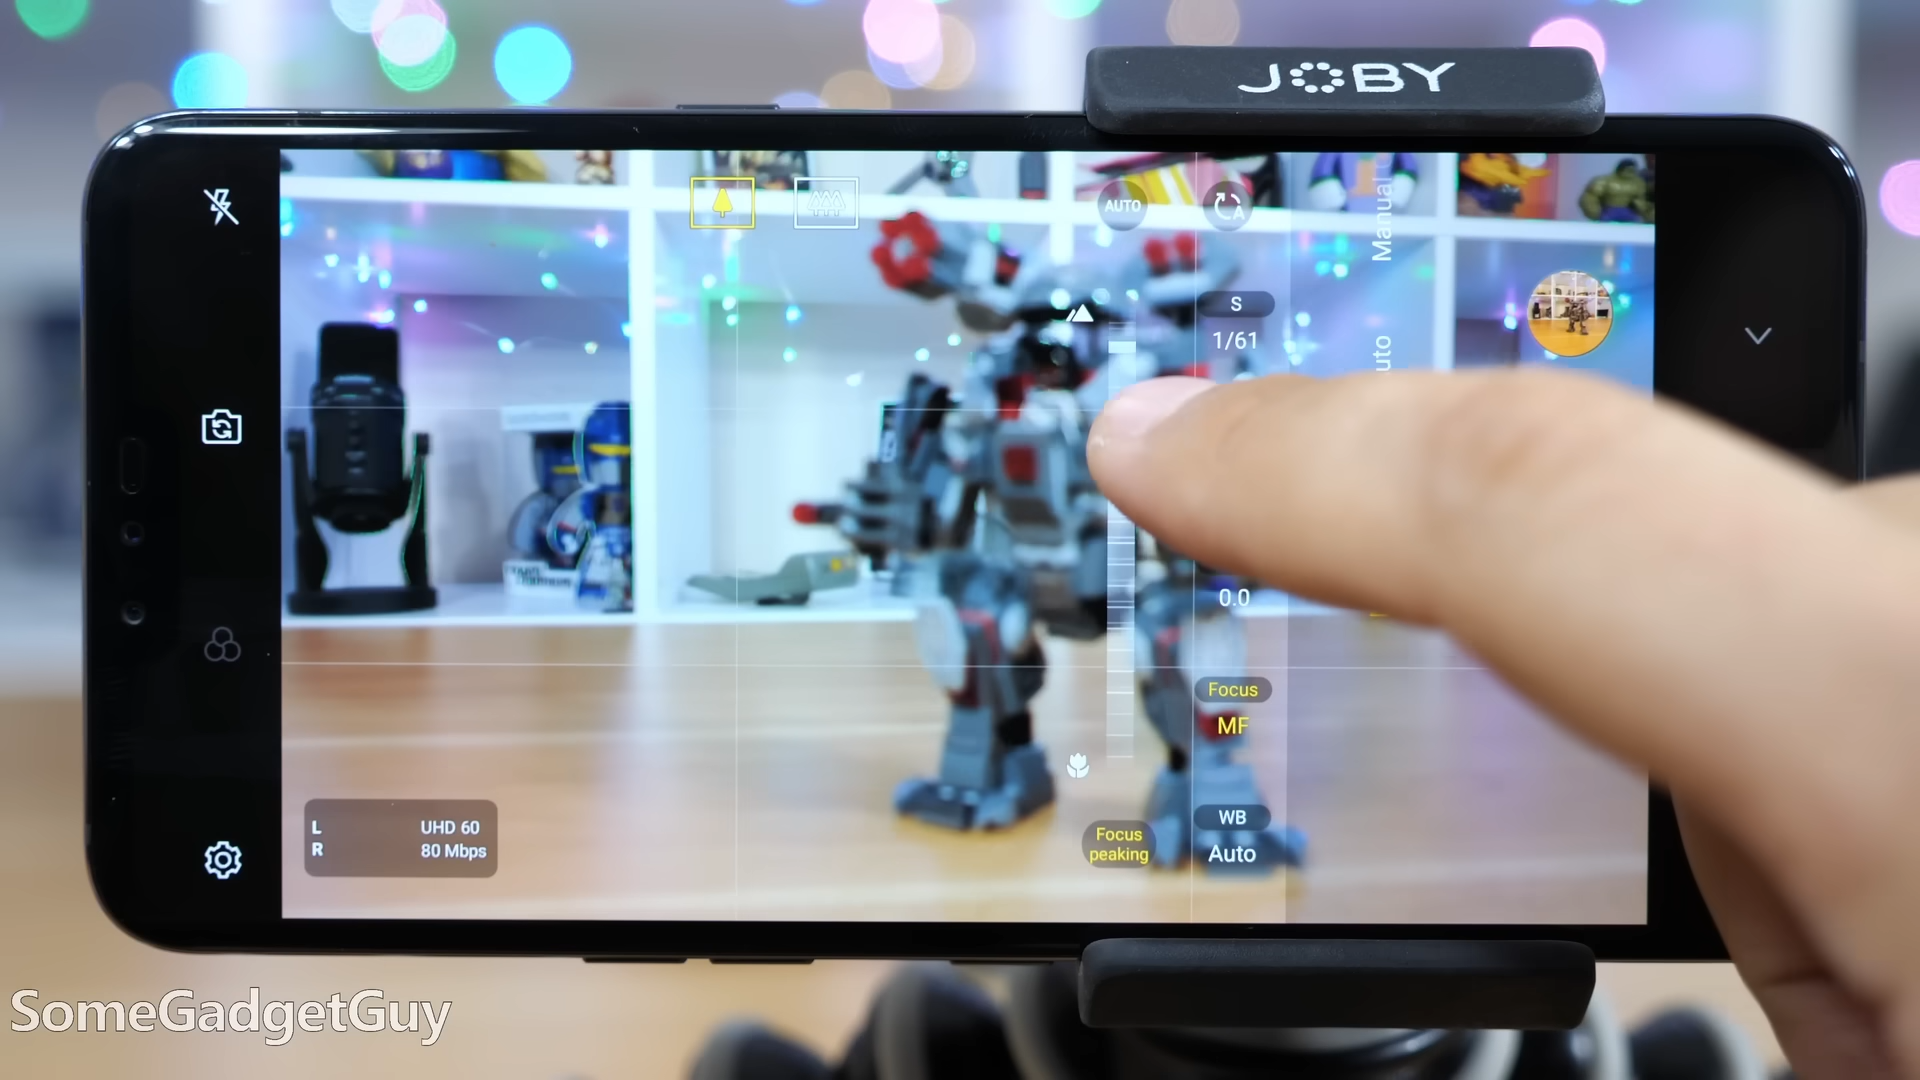 JOBY
AUTO
A
Manual
S
1/61
uto
0.0
Focus
MF
L
R
UHD 60
80 Mbps
Focus
peaking
WB
Auto
SomeGadgetGuy